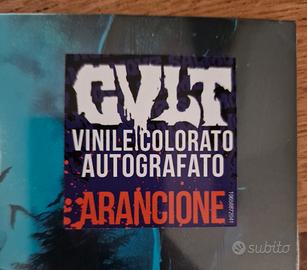 CVLT
VINILE COLORATO
AUTOGRAFATO
ARANCIONE
subito